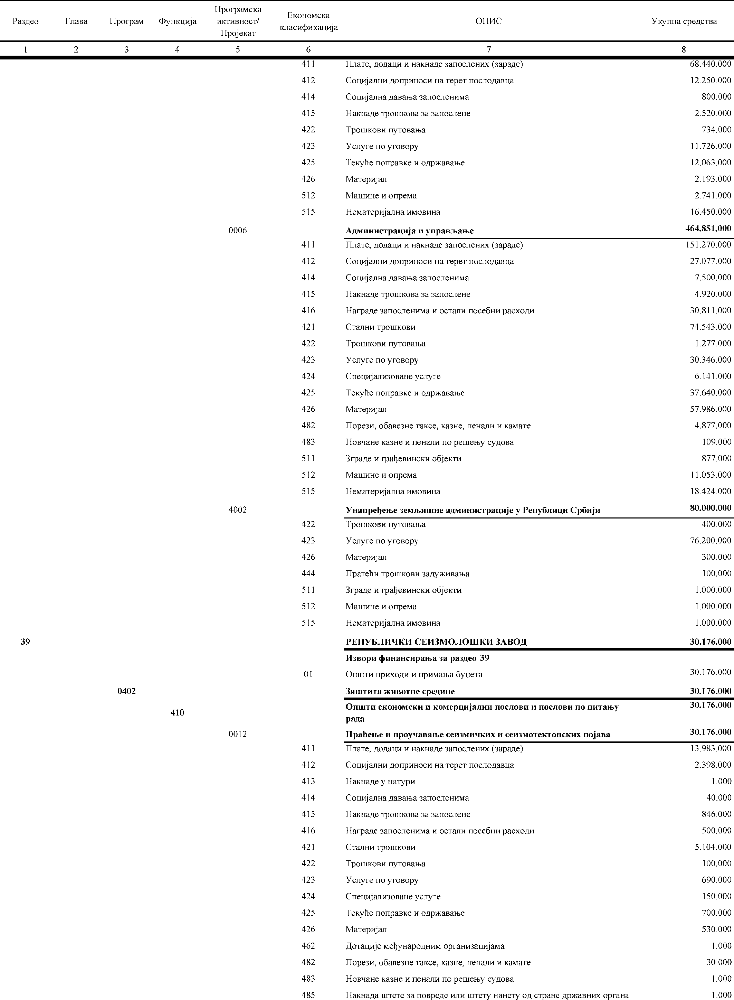 Раздео Глава Програм Функција Програмска активност/ Пројекат Економска класификација ОПИС Укупна средства
1 2 3 4 5 6 7 8
411 Плате, додаци и накнаде запослених (зараде) 68.440.000
412 Социјални доприноси на терет послодавца 12.250.000
414 Социјална давања запосленима 800.000
415 Накнаде трошкова за запослене 2.520.000
422 Трошкови путовања 734.000
423 Услуге по уговору 11.726.000
425 Текуће поправке и одржавање 12.063.000
426 Материјал 2.193.000
512 Машине и опрема 2.741.000
515 Нематеријална имовина 16.450.000
0006 Администрација и управљање 464.851.000
411 Плате, додаци и накнаде запослених (зараде) 151.270.000
412 Социјални доприноси на терет послодавца 27.077.000
414 Социјална давања запосленима 7.500.000
415 Накнаде трошкова за запослене 4.920.000
416 Награде запосленима и остали посебни расходи 30.811.000
421 Стални трошкови 74.543.000
422 Трошкови путовања 1.277.000
423 Услуге по уговору 30.346.000
424 Специјализоване услуге 6.141.000
425 Текуће поправке и одржавање 37.640.000
426 Материјал 57.986.000
482 Порези, обавезне таксе, казне, пенали и камате 4.877.000
483 Новчане казне и пенали по решењу судова 109.000
511 Зграде и грађевински објекти 877.000
512 Машине и опрема 11.053.000
515 Нематеријална имовина 18.424.000
4002 Унапређење земљишне администрације у Републици Србији 80.000.000
422 Трошкови путовања 400.000
423 Услуге по уговору 76.200.000
426 Материјал 300.000
444 Пратећи трошкови задуживања 100.000
511 Зграде и грађевински објекти 1.000.000
512 Машине и опрема 1.000.000
515 Нематеријална имовина 1.000.000
39 РЕПУБЛИЧКИ СЕИЗМОЛОШКИ ЗАВОД 30.176.000
Извори финансирања за раздео 39
01 Општи приходи и примања буџета 30.176.000
0402 Заштита животне средине 30.176.000
410 Општи економски и комерцијални послови и послови по питању 30.176.000
рада
0012 Праћење и проучавање сеизмичких и сеизмотектонских појава 30.176.000
411 Плате, додаци и накнаде запослених (зараде) 13.983.000
412 Социјални доприноси на терет послодавца 2.398.000
413 Накнаде у натури 1.000
414 Социјална давања запосленима 40.000
415 Накнаде трошкова за запослене 846.000
416 Награде запосленима и остали посебни расходи 500.000
421 Стални трошкови 5.104.000
422 Трошкови путовања 100.000
423 Услуге по уговору 690.000
424 Специјализоване услуге 150.000
425 Текуће поправке и одржавање 700.000
426 Материјал 530.000
462 Дотације међународним организацијама 1.000
482 Порези, обавезне таксе, казне, пенали и камате 30.000
483 Новчане казне и пенали по решењу судова 1.000
485 Накнада штете за повреде или штету нанету од стране државних органа 1.000